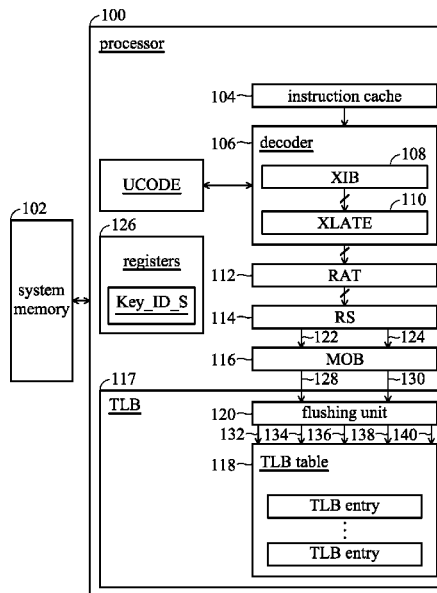 100
processor
104
instruction cache
106
decoder
108
XIB
110
XLATE
UCODE
102
system
memory
126
registers
Key_ID_S
112
RAT
114
RS
122
124
116
MOB
117
128
130
TLB
120
flushing unit
132
134
136
138
140
118
TLB table
TLB entry
TLB entry